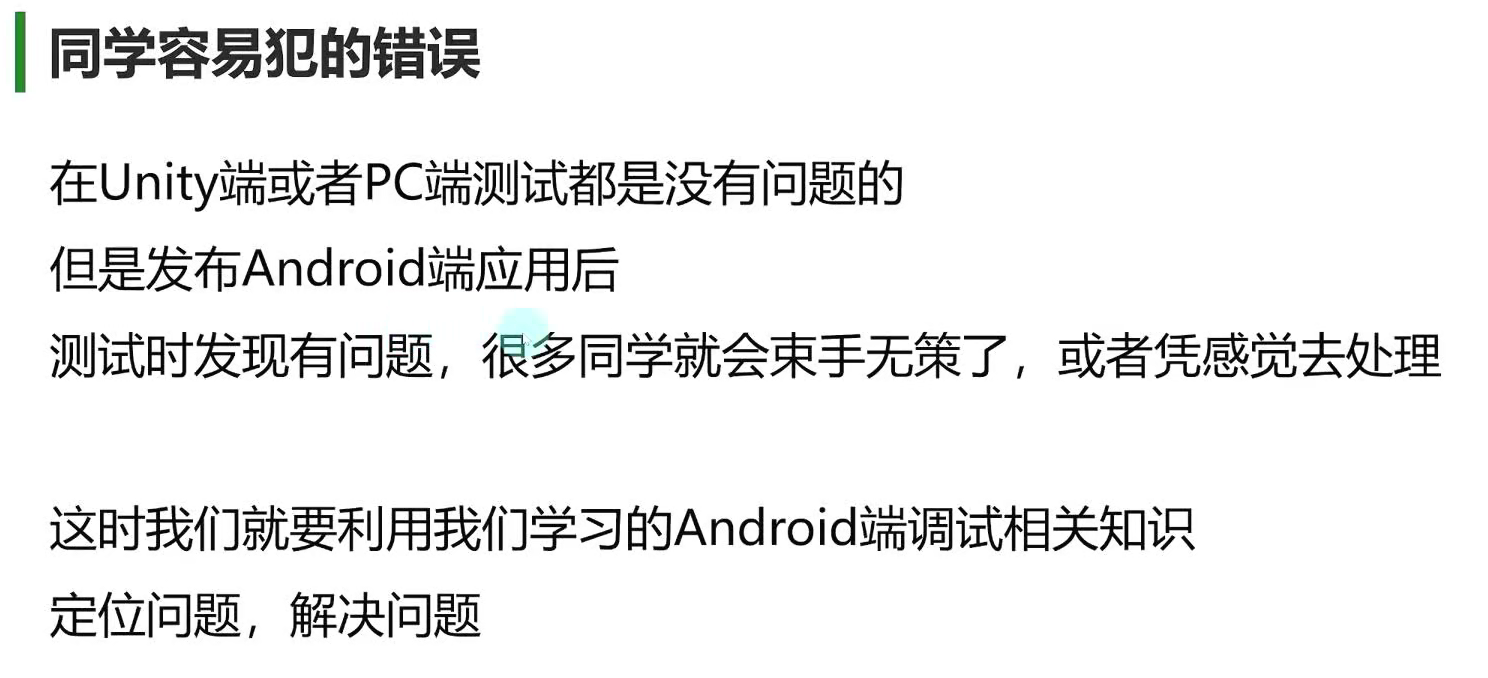 同学容易犯的错误
在Unity端或者PC端测试都是没有问题的
但是发布Android端应用后
测试时发现有问题，很多同学就会束手无策了，或者凭感觉去处理
这时我们就要利用我们学习的Android端调试相关知识
定位问题，解决问题